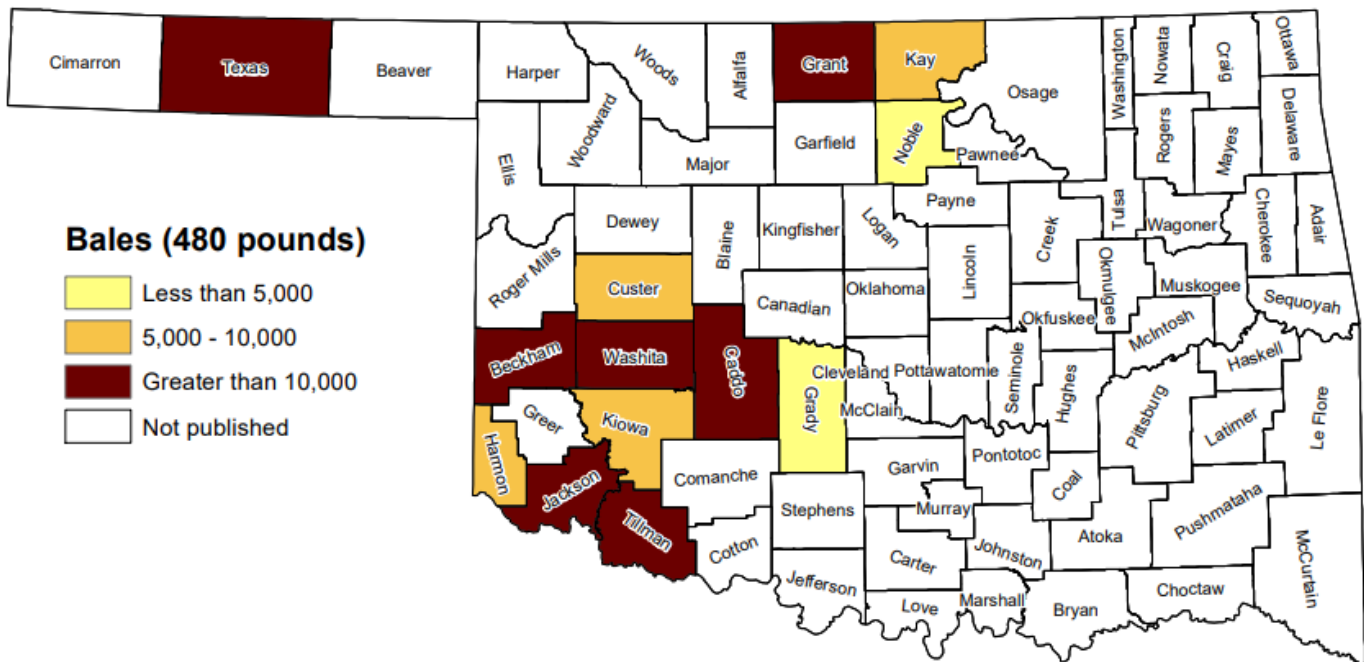 Cimarron
Texas
Beaver
Harper
Woods
Alfalfa
Grant
Kay
Osage
Washington
Nowata
Craig
Ottawa
Ellis
Woodward
Major
Garfield
Noble
Pawnee
Rogers
Mayes
Delaware
Roger Mills
Dewey
Blaine
Kingfisher
Logan
Payne
Creek
Tulsa
Wagoner
Cherokee
Adair
Bales (480 pounds)
Less than 5,000
5,000 - 10,000
Greater than 10,000
Not published
Custer
Canadian
Oklahoma
Lincoln
Okfuskee
Okmulgee
Muskogee
McIntosh
Sequoyah
Beckham
Washita
Caddo
Grady
Cleveland
McClain
Pottawatomie
Seminole
Hughes
Pittsburg
Haskell
Latimer
Le Flore
Harmon
Greer
Kiowa
Jackson
Tillman
Comanche
Cotton
Stephens
Jefferson
Garvin
Murray
Carter
Love
Pontotoc
Johnston
Marshall
Coal
Atoka
Bryan
Pushmataha
Choctaw
McCurtain